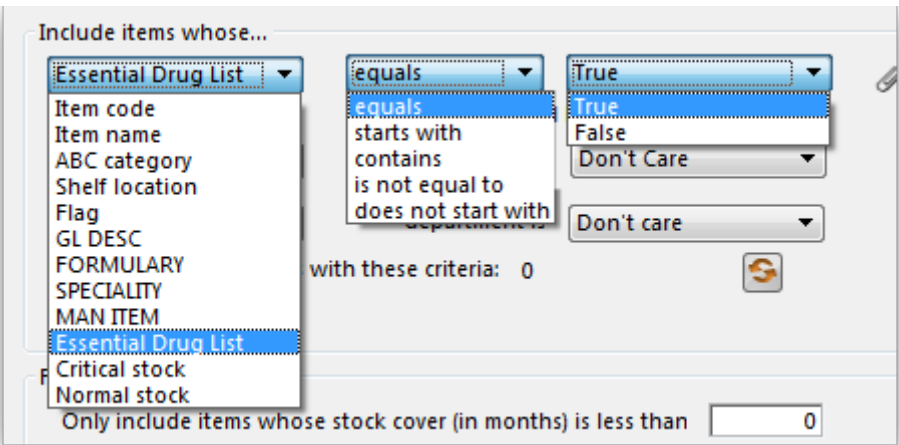 Include items whose...
Essential Drug List equals True
Item code
Item name
ABC category
Shelf location
Flag
GL DESC
FORMULARY
SPECIALITY
MAN ITEM
Essential Drug List
Critical stock
Normal stock
equals
starts with
contains
is not equal to
does not start with
True
False
Don't Care
department is Don't care
with these criteria: 0
Only include items whose stock cover (in months) is less than 0